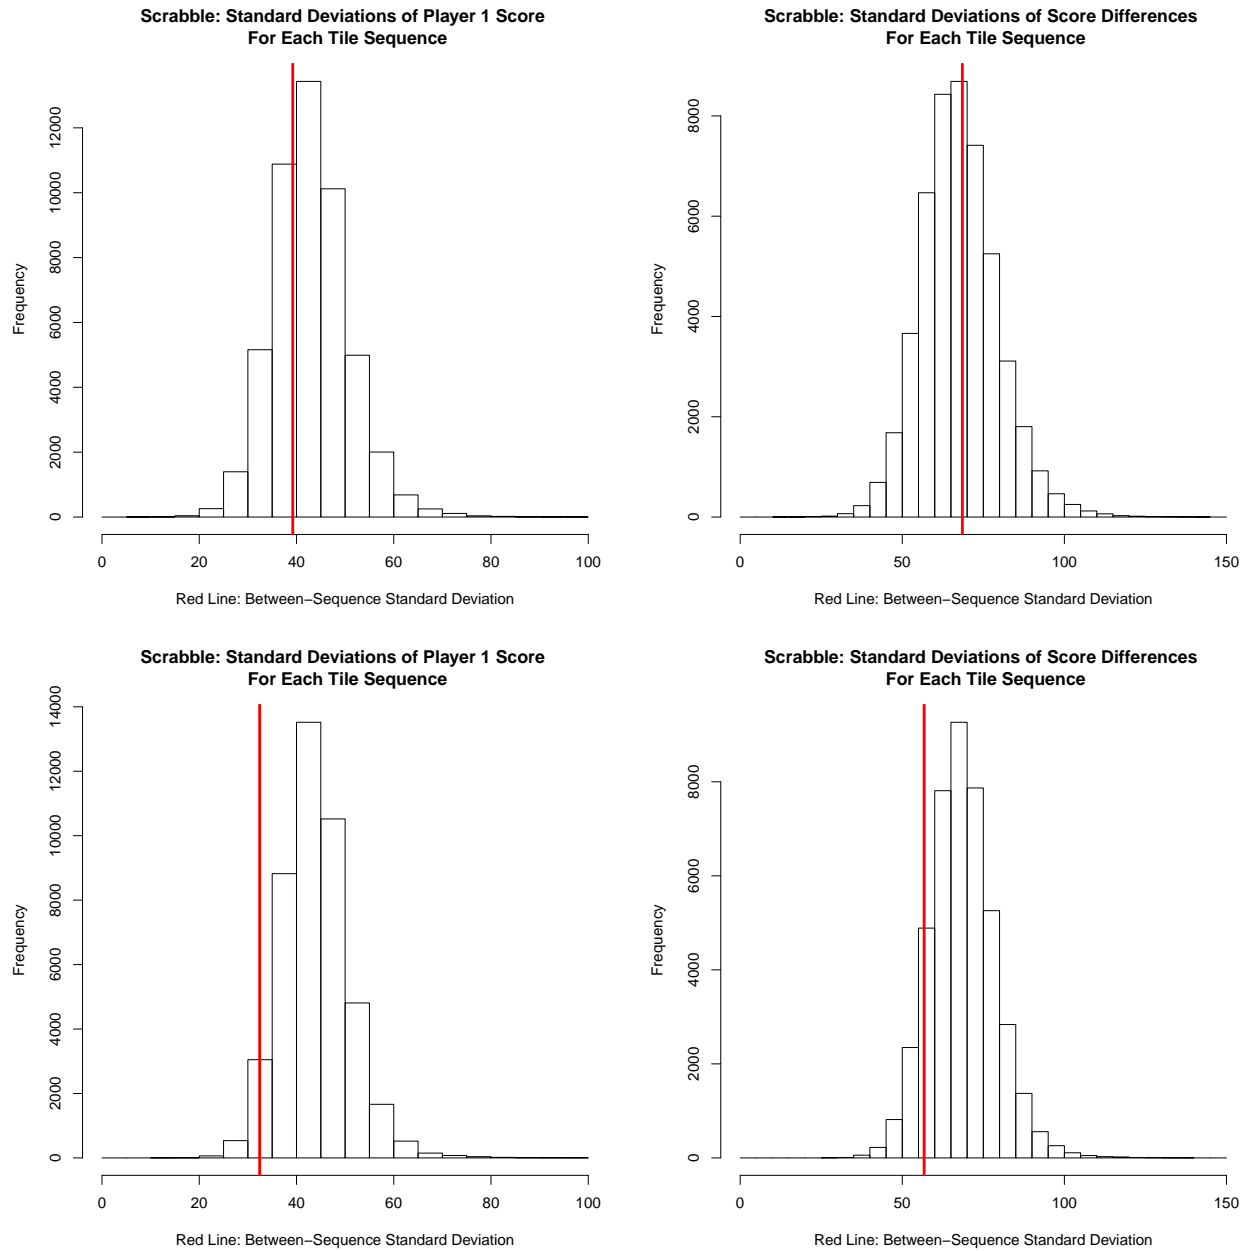 Scrabble: Standard Deviations of Player 1 Score
For Each Tile Sequence
Frequency
0
2000
4000
6000
8000
10000
12000
0 20 40 60 80 100
Red Line: Between−Sequence Standard Deviation
Scrabble: Standard Deviations of Score Differences
For Each Tile Sequence
Frequency
0
2000
4000
6000
8000
0 50 100 150
Red Line: Between−Sequence Standard Deviation
Scrabble: Standard Deviations of Player 1 Score
For Each Tile Sequence
Frequency
0
2000
4000
6000
8000
10000
12000
14000
0 20 40 60 80 100
Red Line: Between−Sequence Standard Deviation
Scrabble: Standard Deviations of Score Differences
For Each Tile Sequence
Frequency
0
2000
4000
6000
8000
0 50 100 150
Red Line: Between−Sequence Standard Deviation